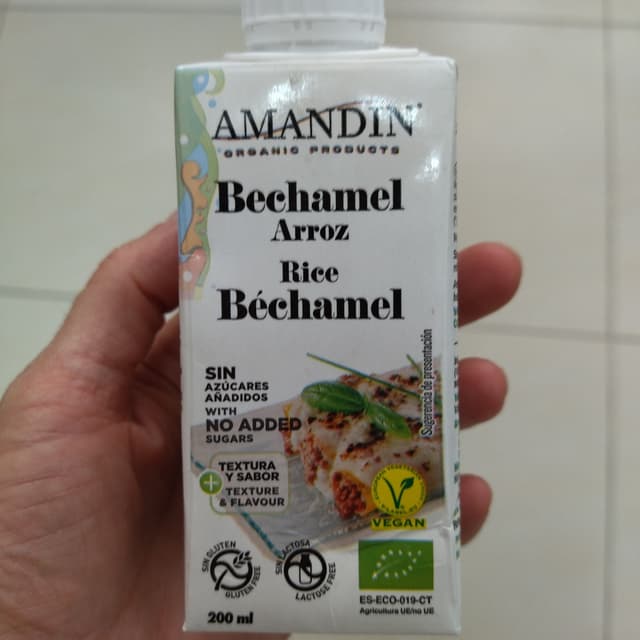 AMANDIN
ORGANIC PRODUCTS
Bechamel
Arroz
Rice
Béchamel
SIN
AZÚCARES
AÑADIDOS
WITH
NO ADDED
SUGARS
Sugerencia de presentación
+
TEXTURA
Y SABOR
TEXTURE
& FLAVOUR
VEGAN
SIN GLUTEN
GLUTEN FREE
SIN LACTOSA
LACTOSE FREE
ES-ECO-019-CT
Agricultura UE/no UE
200 ml